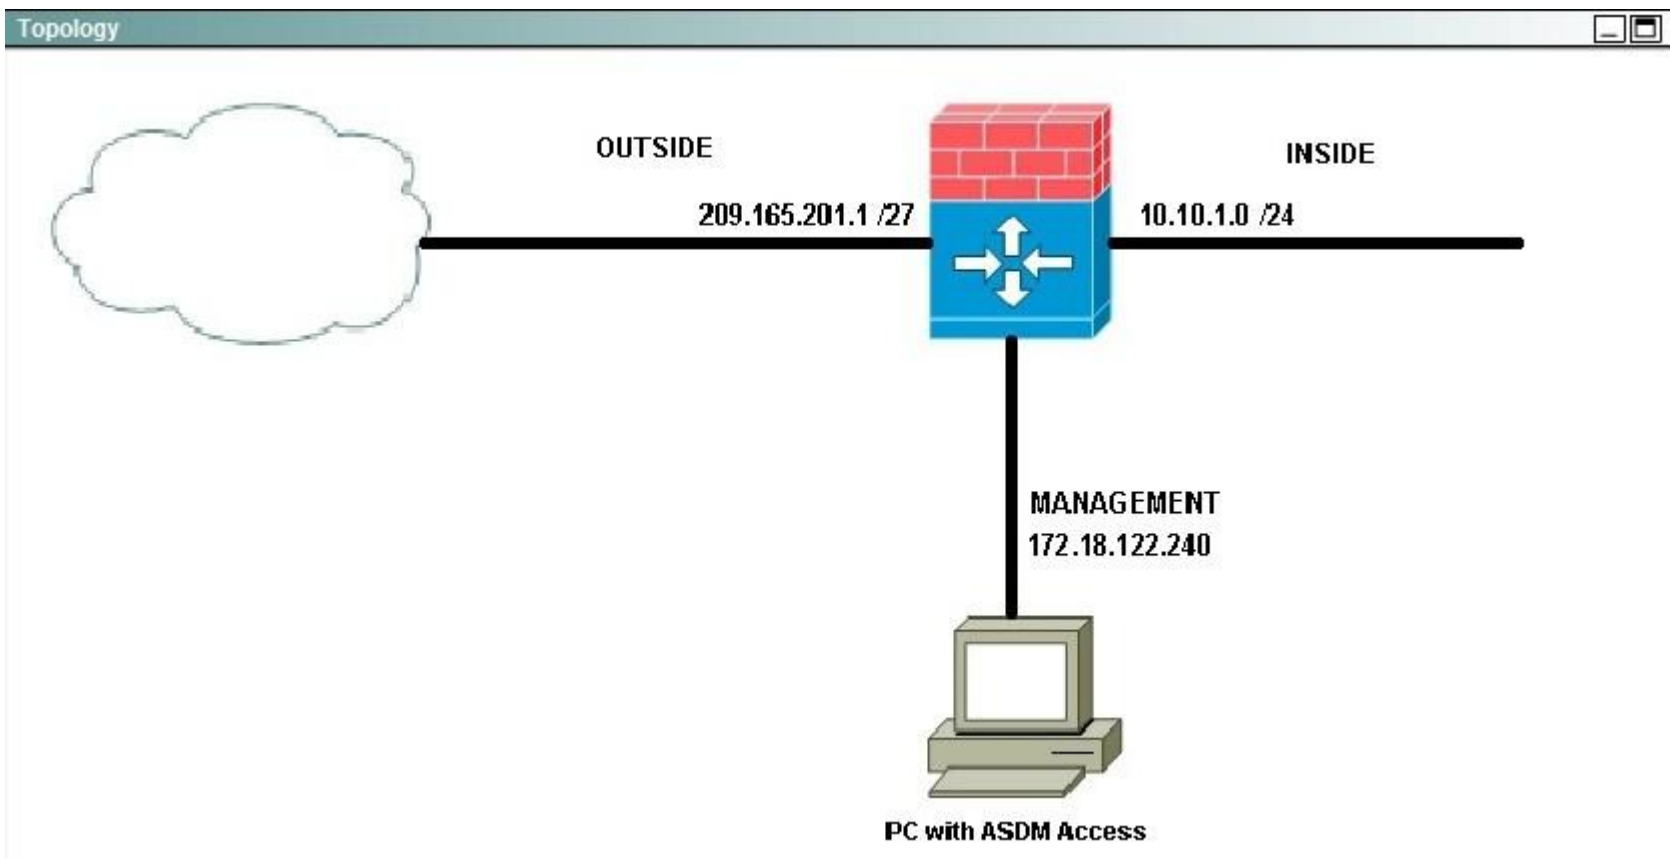 Topology
OUTSIDE
INSIDE
209.165.201.1 /27
10.10.1.0 /24
MANAGEMENT
172.18.122.240
PC with ASDM Access